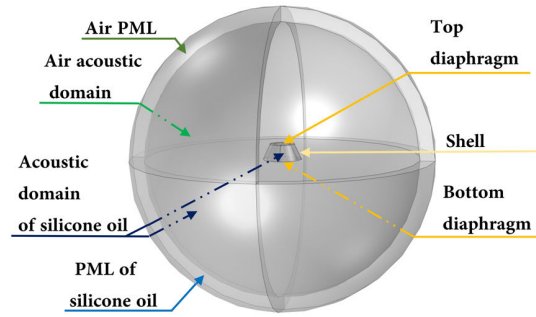 Air PML
Air acoustic
domain
Acoustic
domain
of silicone oil
PML of
silicone oil
Top
diaphragm
Shell
Bottom
diaphragm